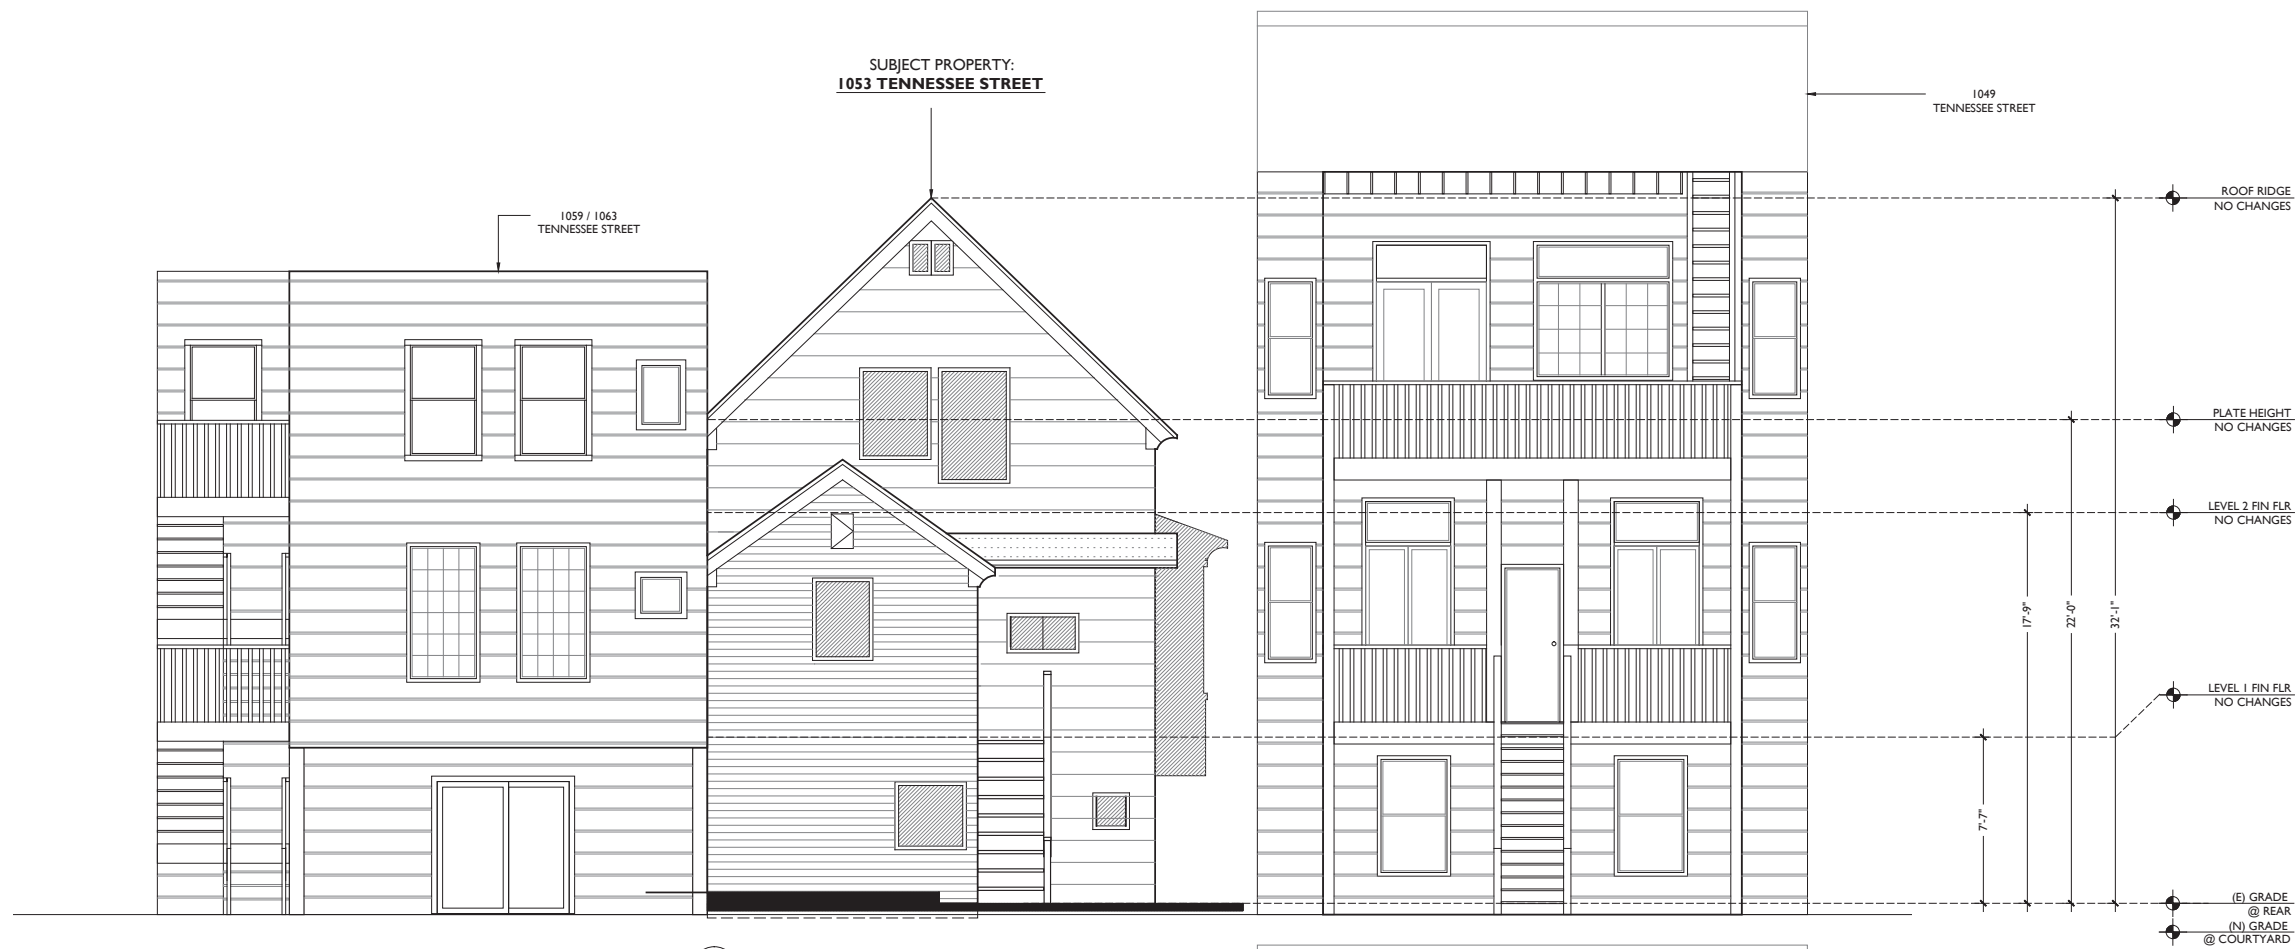 SUBJECT PROPERTY:
1053 TENNESSEE STREET
1049
TENNESSEE STREET
1059 / 1063
TENNESSEE STREET
ROOF RIDGE
NO CHANGES
PLATE HEIGHT
NO CHANGES
LEVEL 2 FIN FLR
NO CHANGES
17'-9"
22'-0"
32'-1"
LEVEL 1 FIN FLR
NO CHANGES
7'-7"
(E) GRADE
@ REAR
(N) GRADE
@ COURTYARD